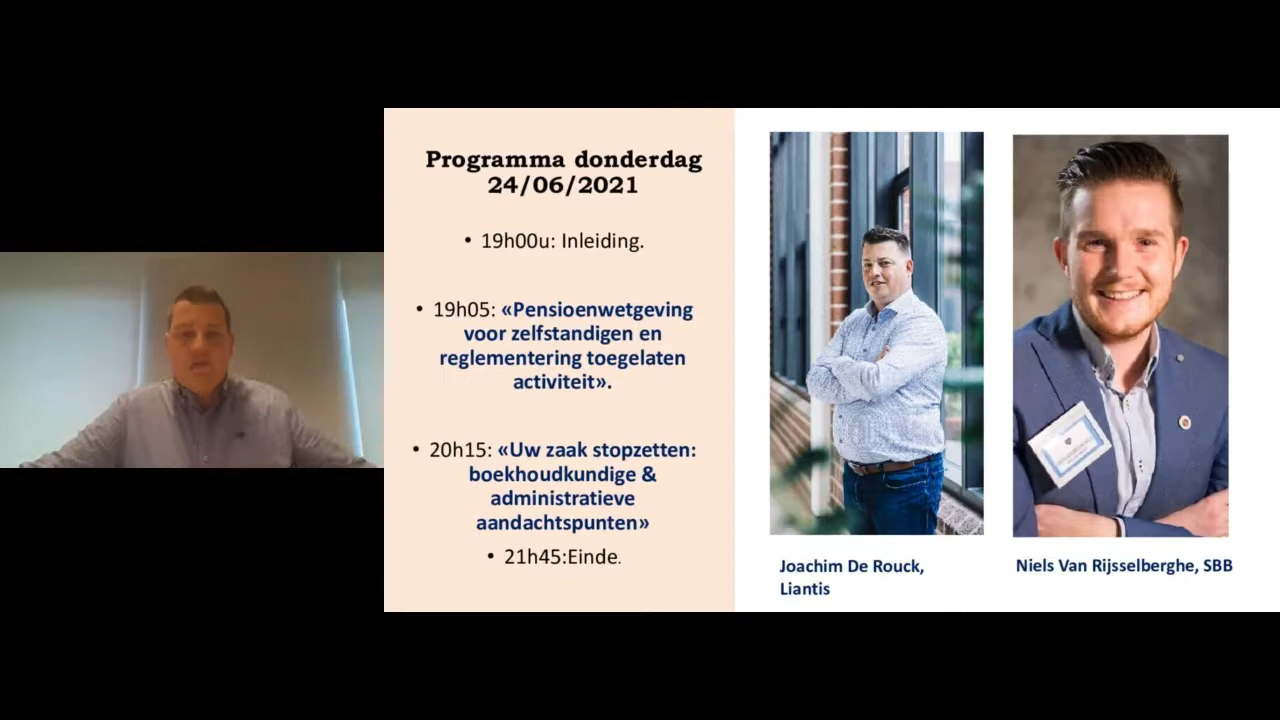 Programma donderdag
24/06/2021
• 19h00u: Inleiding.
• 19h05: «Pensioenwetgeving
voor zelfstandigen en
reglementering toegelaten
activiteit».
• 20h15: «Uw zaak stopzetten:
boekhoudkundige &
administratieve
aandachtspunten»
• 21h45:Einde.
Joachim De Rouck,
Liantis
Niels Van Rijsselberghe, SBB